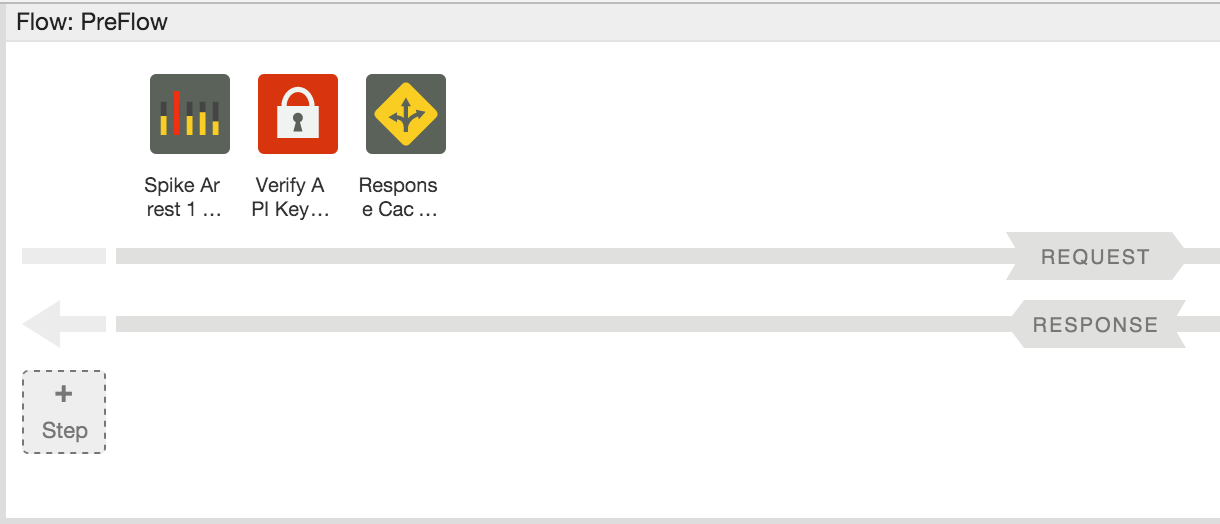 Flow: PreFlow
Spike Ar
rest 1 ...
Verify A
PI Key...
Respons
e Cac ...
REQUEST
RESPONSE
+
Step